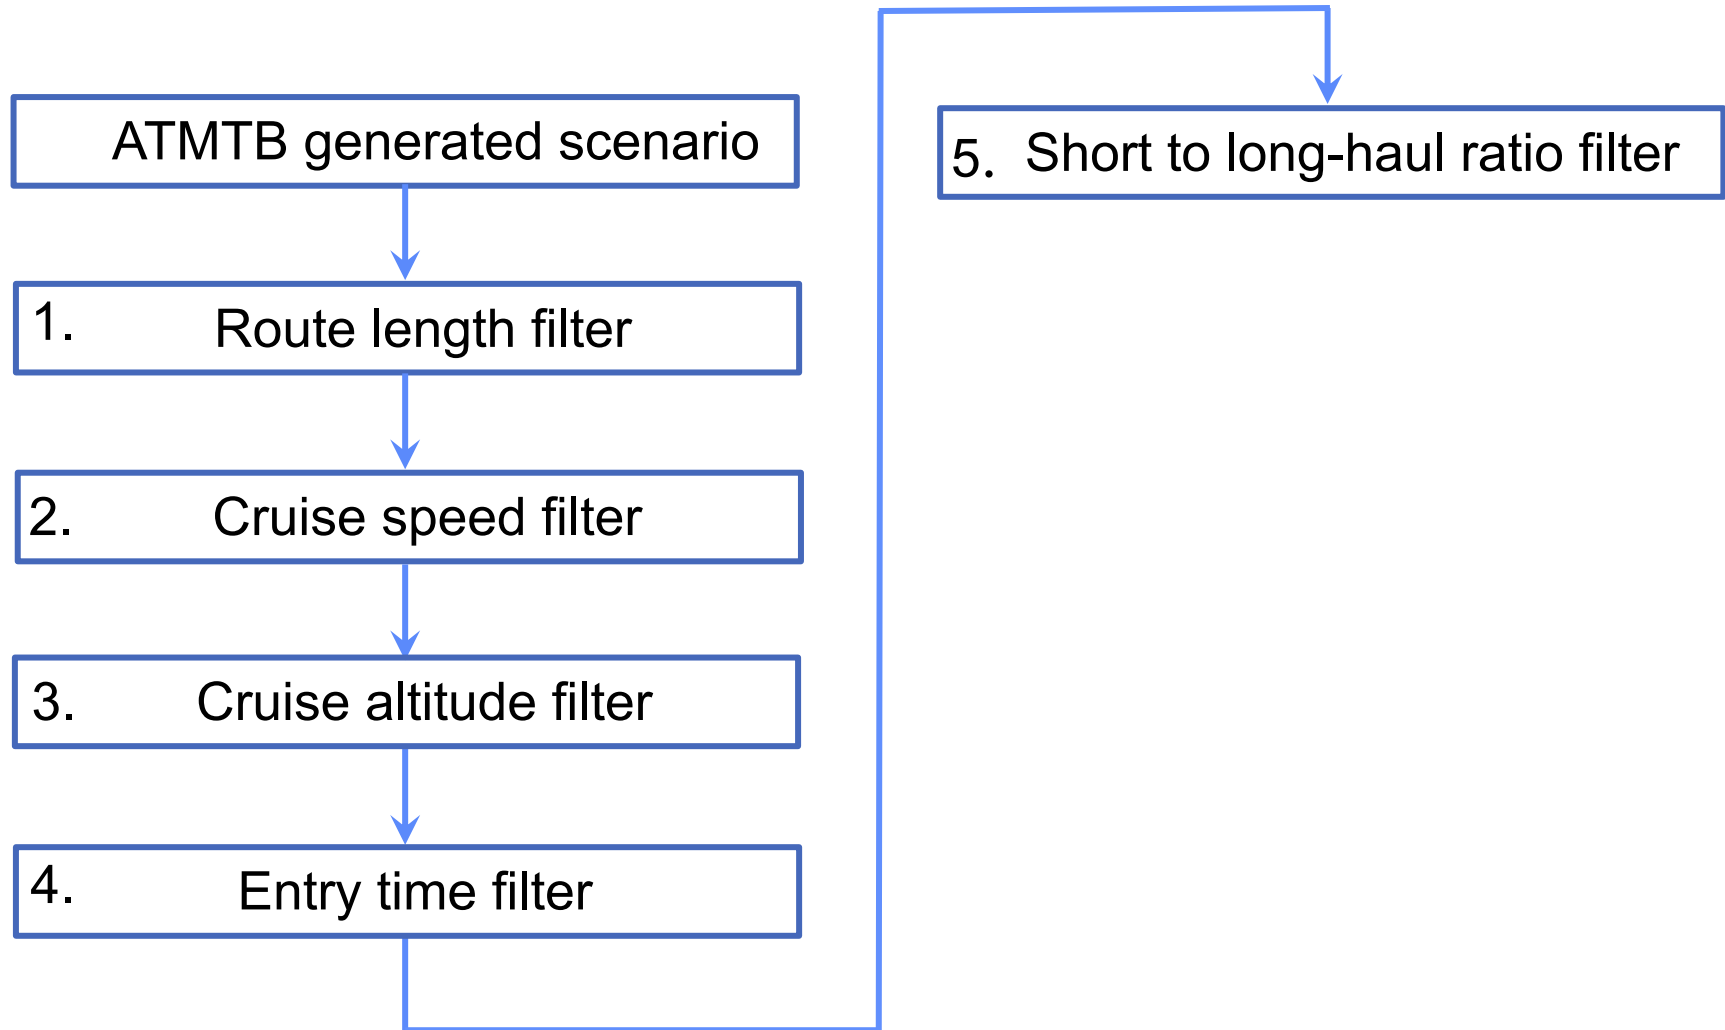 ATMTB generated scenario
1. Route length filter
2. Cruise speed filter
3. Cruise altitude filter
4. Entry time filter
5. Short to long-haul ratio filter